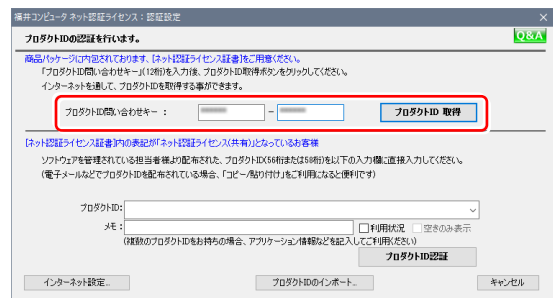 福井コンピュータ ネット認証ライセンス：認証設定
プロダクトIDの認証を行います。
Q&A
商品パッケージに内包されております、[ネット認証ライセンス証書]をご用意ください。
「プロダクトID問い合わせキー」(12桁)を入力後、プロダクトID取得ボタンをクリックしてください。
インターネットを通して、プロダクトIDを取得する事ができます。
プロダクトID問い合わせキー :
-
プロダクトID 取得
[ネット認証ライセンス証書]内の表記が「ネット認証ライセンス(共有)」となっているお客様
ソフトウェアを管理されている担当者様より配布された、プロダクトID(56桁または58桁)を以下の入力欄に直接入力してください。
(電子メールなどでプロダクトIDを配布されている場合、「コピー/貼り付け」をご利用になると便利です)
プロダクトID:
メモ :
利用状況
空きのみ表示
(複数のプロダクトIDをお持ちの場合、アプリケーション情報などを記入してご利用ください)
プロダクトID認証
インターネット設定...
プロダクトIDのインポート...
キャンセル